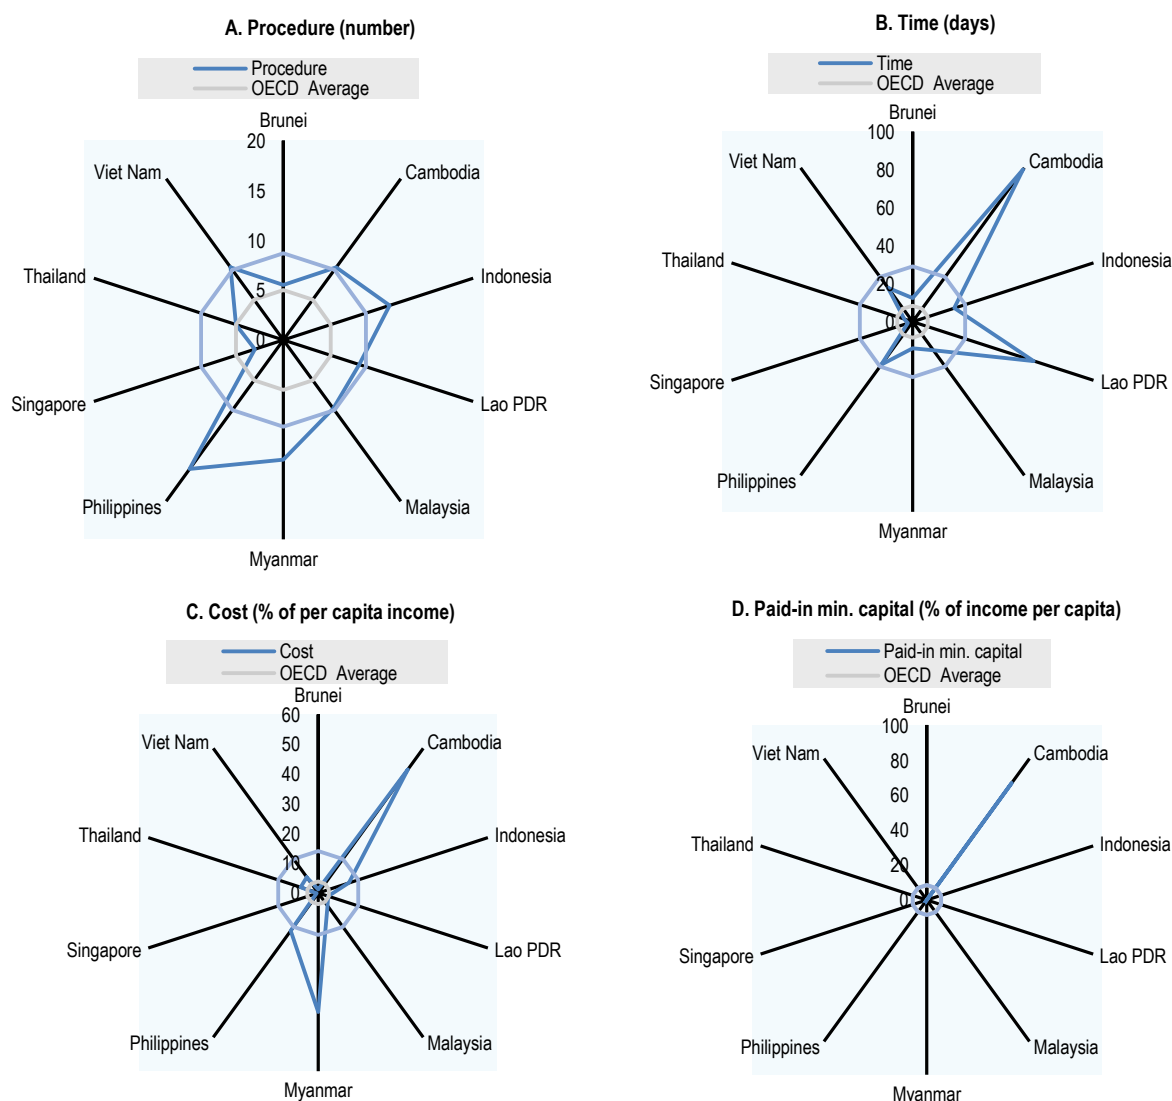 A. Procedure (number)
Procedure
OECD Average
Brunei
20
15
10
5
0
Viet Nam
Cambodia
Thailand
Indonesia
Singapore
Lao PDR
Philippines
Malaysia
Myanmar
B. Time (days)
Time
OECD Average
Brunei
100
80
60
40
20
0
Viet Nam
Cambodia
Thailand
Indonesia
Singapore
Lao PDR
Philippines
Malaysia
Myanmar
C. Cost (% of per capita income)
Cost
OECD Average
Brunei
60
50
40
30
20
10
0
Viet Nam
Cambodia
Thailand
Indonesia
Singapore
Lao PDR
Philippines
Malaysia
Myanmar
D. Paid-in min. capital (% of income per capita)
Paid-in min. capital
OECD Average
Brunei
100
80
60
40
20
0
Viet Nam
Cambodia
Thailand
Indonesia
Singapore
Lao PDR
Philippines
Malaysia
Myanmar